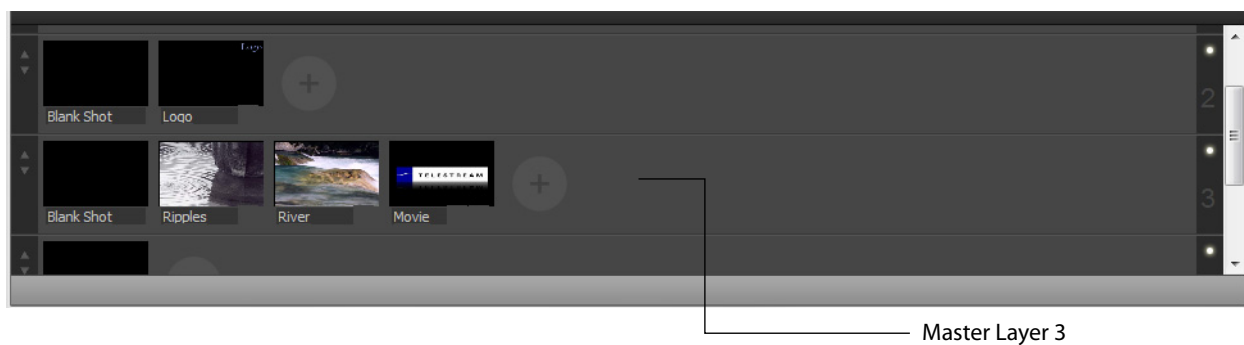 Logo
2
Blank Shot
Logo
3
TELESTREAM
Blank Shot
Ripples
River
Movie
Master Layer 3